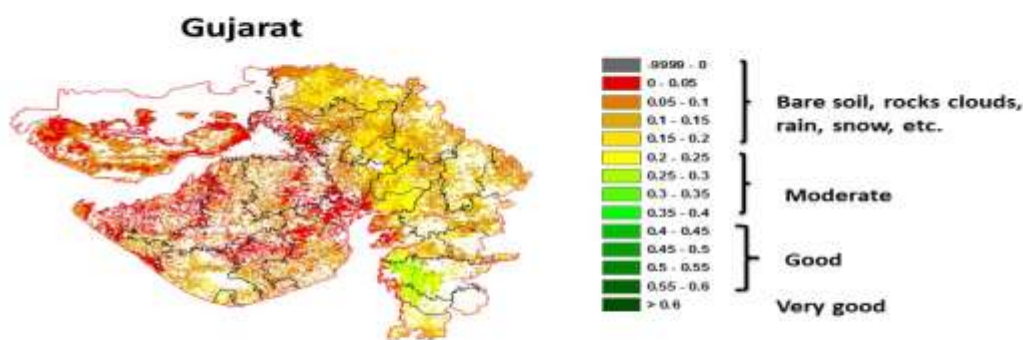 Gujarat
-9999 - 0
0 - 0.05
0.05 - 0.1
0.1 - 0.15
0.15 - 0.2
0.2 - 0.25
0.25 - 0.3
0.3 - 0.35
0.35 - 0.4
0.4 - 0.45
0.45 - 0.5
0.5 - 0.55
0.55 - 0.6
> 0.6
Bare soil, rocks clouds,
rain, snow, etc.
Moderate
Good
Very good